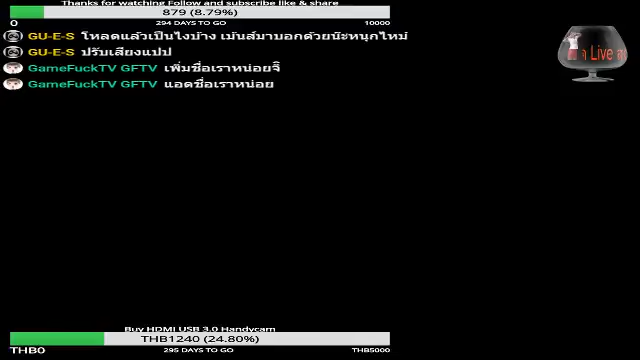 Thanks for watching Follow and subscribe like & share
879 (8.79%)
0 294 DAYS TO GO 10000
GU-E-S โหลดแล้วเป็นไงบ้าง เม้นส์มาบอกด้วยน๊ะหนุกไหม่
GU-E-S ปรับเสียงแปป
GameFuckTV GFTV เพิ่มชื่อเราหน่อยจิ๊
GameFuckTV GFTV แอดชื่อเราหน่อย
Live สด
Buy HDMI USB 3.0 Handycam
THB1240 (24.80%)
THB0 295 DAYS TO GO THB5000